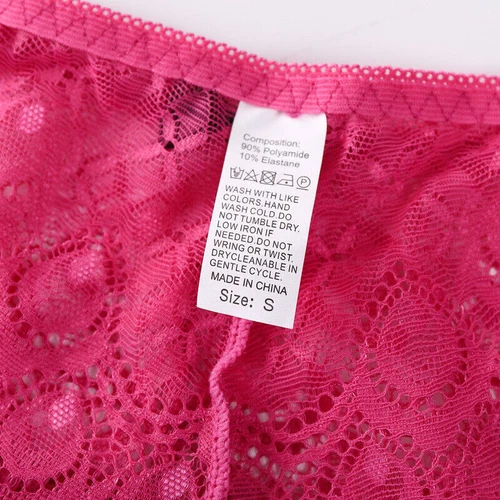 Composition:
90% Polyamide
10% Elastane
WASH WITH LIKE
COLORS.HAND
WASH COLD.DO
NOT TUMBLE DRY.
LOW IRON IF
NEEDED.DO NOT
WRING OR TWIST.
DRYCLEANABLE IN
GENTLE CYCLE.
MADE IN CHINA
Size: S